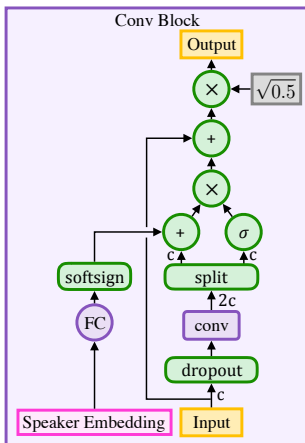 Conv Block
Output
×
√0.5
+
×
+
σ
c
c
softsign
split
2c
FC
conv
dropout
c
Speaker Embedding
Input